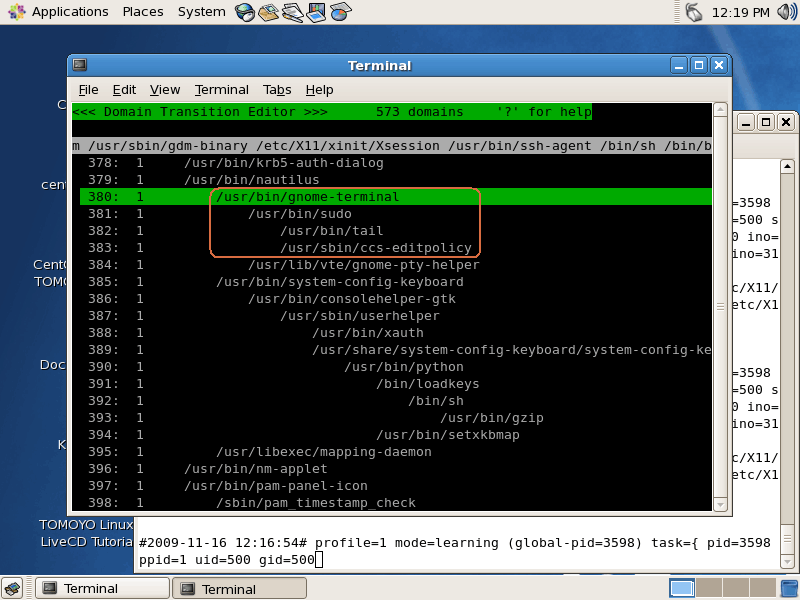 Applications Places System 12:19 PM
Terminal
File Edit View Terminal Tabs Help
<<< Domain Transition Editor >>> 573 domains '?' for help
m /usr/sbin/gdm-binary /etc/X11/xinit/Xsession /usr/bin/ssh-agent /bin/sh /bin/b
378: 1 /usr/bin/krb5-auth-dialog
379: 1 /usr/bin/nautilus
380: 1 /usr/bin/gnome-terminal
381: 1 /usr/bin/sudo
382: 1 /usr/bin/tail
383: 1 /usr/sbin/ccs-editpolicy
384: 1 /usr/lib/vte/gnome-pty-helper
385: 1 /usr/bin/system-config-keyboard
386: 1 /usr/bin/consolehelper-gtk
387: 1 /usr/sbin/userhelper
388: 1 /usr/bin/xauth
389: 1 /usr/share/system-config-keyboard/system-config-ke
390: 1 /usr/bin/python
391: 1 /bin/loadkeys
392: 1 /bin/sh
393: 1 /usr/bin/gzip
394: 1 /usr/bin/setxkbmap
395: 1 /usr/libexec/mapping-daemon
396: 1 /usr/bin/nm-applet
397: 1 /usr/bin/pam-panel-icon
398: 1 /sbin/pam_timestamp_check
C
cent
CentO
TOMO
Doc
K
TOMOYO Linux
LiveCD Tutoria
=3598
=500 s
0 ino=
ino=31
c/X11/
etc/X1
=3598
=500 s
0 ino=
ino=31
c/X11/
etc/X1
#2009-11-16 12:16:54# profile=1 mode=learning (global-pid=3598) task={ pid=3598
ppid=1 uid=500 gid=500
Terminal Terminal